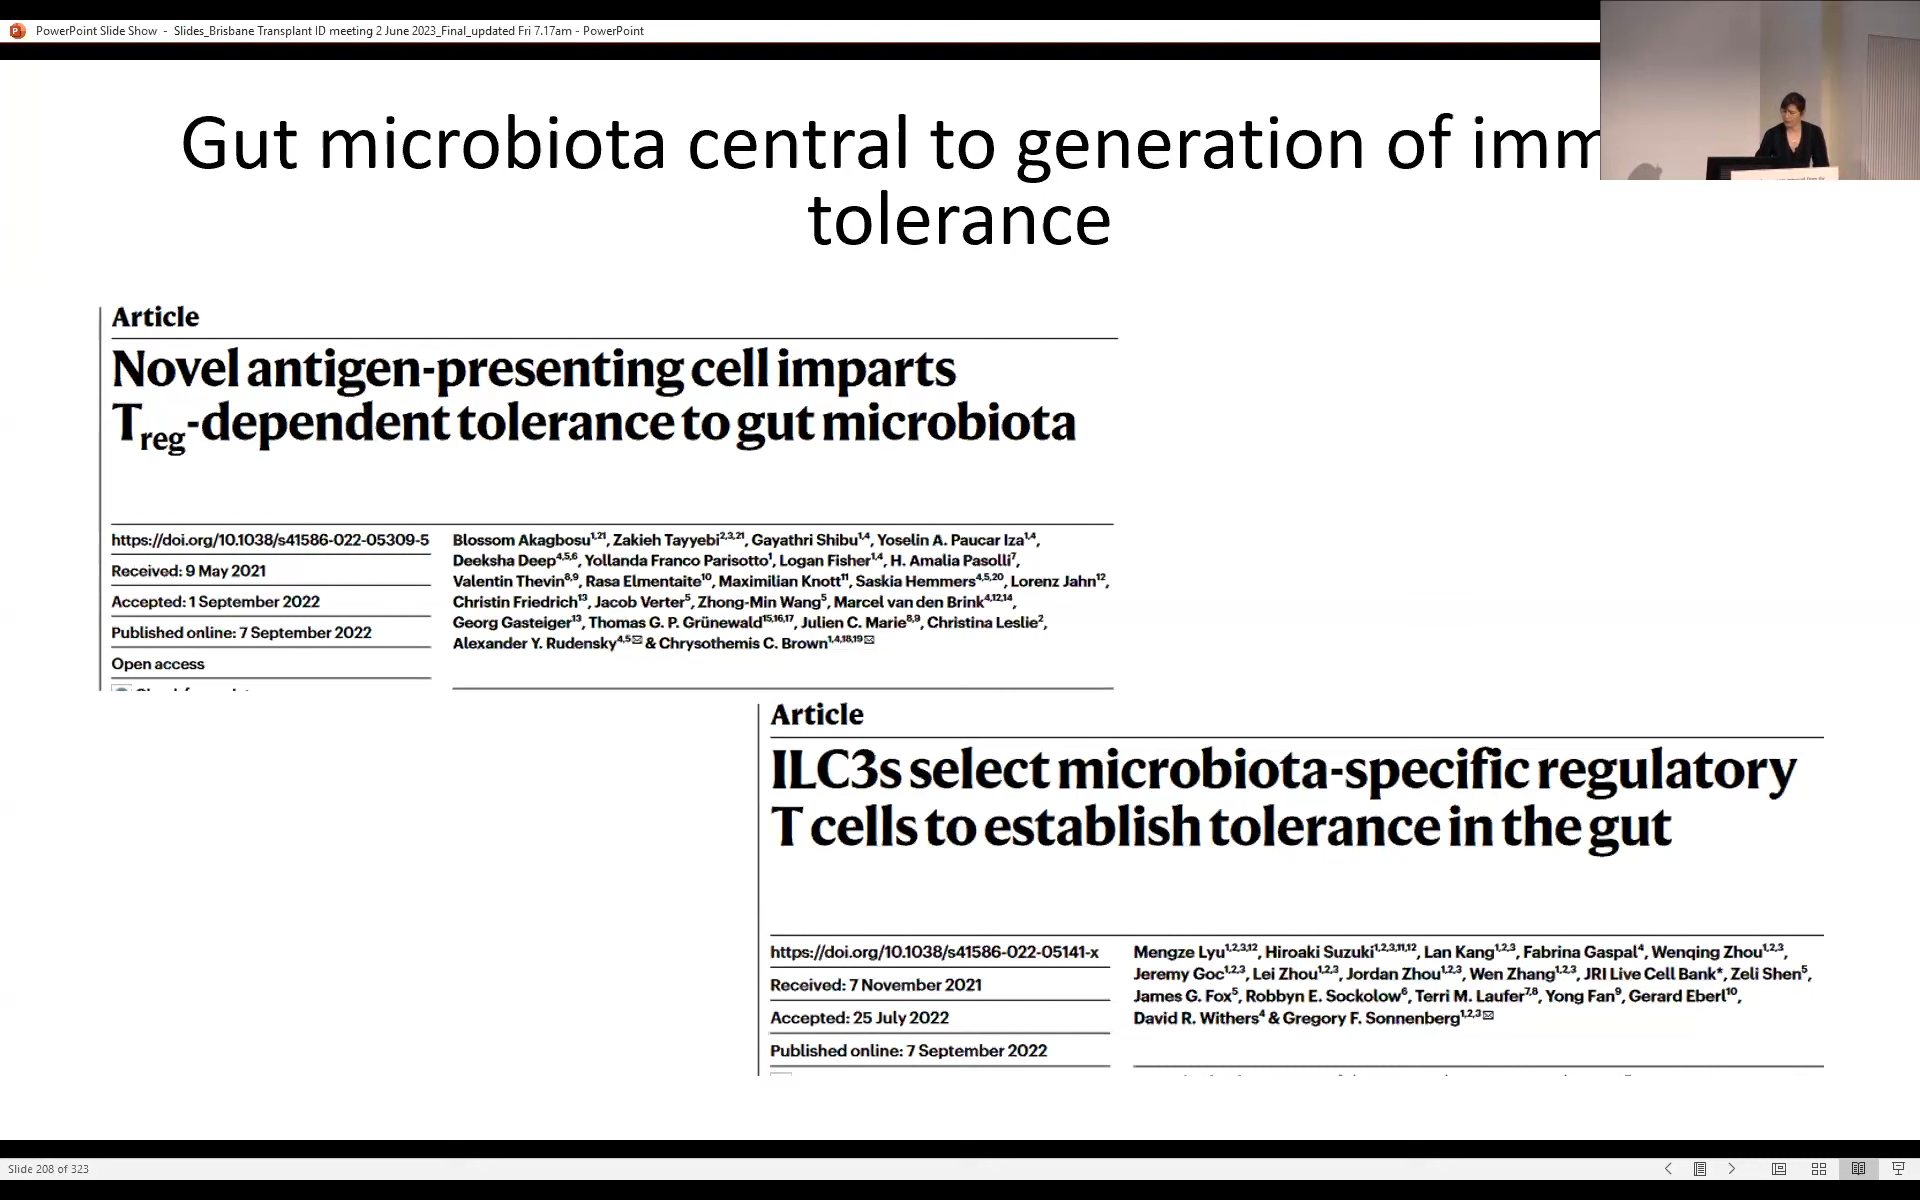 PowerPoint Slide Show - Slides_Brisbane Transplant ID meeting 2 June 2023_Final_updated Fri 7.17am - PowerPoint
Gut microbiota central to generation of imm
tolerance
Article
Novel antigen-presenting cell imparts
Treg-dependent tolerance to gut microbiota
https://doi.org/10.1038/s41586-022-05309-5
Received: 9 May 2021
Accepted: 1 September 2022
Published online: 7 September 2022
Open access
Blossom Akagbosu1,21, Zakieh Tayyebi2,3,21, Gayathri Shibu1,4, Yoselin A. Paucar Iza1,4,
Deeksha Deep4,5,6, Yollanda Franco Parisotto1, Logan Fisher1,4, H. Amalia Pasolli7,
Valentin Thevin8,9, Rasa Elmentaite10, Maximilian Knott11, Saskia Hemmers4,5,20, Lorenz Jahn12,
Christin Friedrich13, Jacob Verter5, Zhong-Min Wang5, Marcel van den Brink4,12,14,
Georg Gasteiger13, Thomas G. P. Grünewald15,16,17, Julien C. Marie8,9, Christina Leslie2,
Alexander Y. Rudensky4,5✉ & Chrysothemis C. Brown1,4,18,19✉
Article
ILC3s select microbiota-specific regulatory
T cells to establish tolerance in the gut
https://doi.org/10.1038/s41586-022-05141-x
Received: 7 November 2021
Accepted: 25 July 2022
Published online: 7 September 2022
Mengze Lyu1,2,3,12, Hiroaki Suzuki1,2,3,11,12, Lan Kang1,2,3, Fabrina Gaspal4, Wenqing Zhou1,2,3,
Jeremy Goc1,2,3, Lei Zhou1,2,3, Jordan Zhou1,2,3, Wen Zhang1,2,3, JRI Live Cell Bank*, Zeli Shen5,
James G. Fox5, Robbyn E. Sockolow6, Terri M. Laufer7,8, Yong Fan9, Gerard Eberl10,
David R. Withers4 & Gregory F. Sonnenberg1,2,3✉
Slide 208 of 323